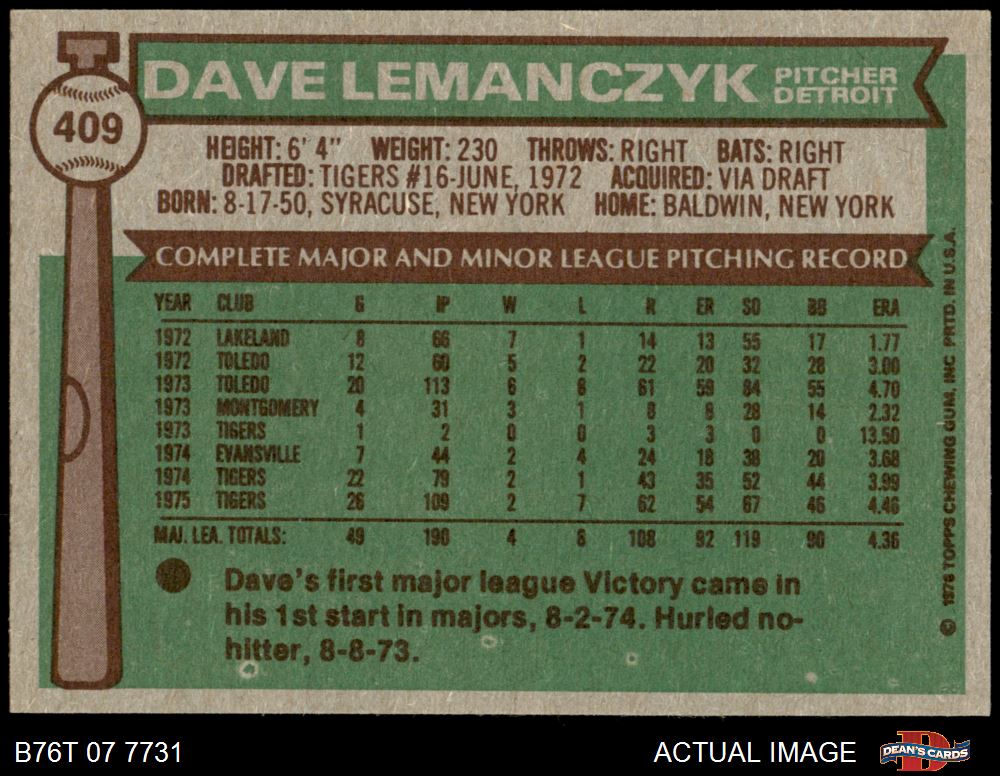 DAVE LEMANCZYK PITCHER
DETROIT
409
HEIGHT: 6' 4" WEIGHT: 230 THROWS: RIGHT BATS: RIGHT
DRAFTED: TIGERS #16-JUNE, 1972 ACQUIRED: VIA DRAFT
BORN: 8-17-50, SYRACUSE, NEW YORK HOME: BALDWIN, NEW YORK
COMPLETE MAJOR AND MINOR LEAGUE PITCHING RECORD
YEAR CLUB G IP W L R ER SO BB ERA
1972 LAKELAND 8 66 7 1 14 13 55 17 1.77
1972 TOLEDO 12 60 5 2 22 20 32 28 3.00
1973 TOLEDO 20 113 6 8 61 59 84 55 4.70
1973 MONTGOMERY 4 31 3 1 8 8 28 14 2.32
1973 TIGERS 1 2 0 0 3 3 0 0 13.50
1974 EVANSVILLE 7 44 2 4 24 18 38 20 3.68
1974 TIGERS 22 79 2 1 43 35 52 44 3.99
1975 TIGERS 26 109 2 7 62 54 67 46 4.46
MAJ. LEA. TOTALS: 49 190 4 8 108 92 119 90 4.36
Dave's first major league Victory came in
his 1st start in majors, 8-2-74. Hurled no-
hitter, 8-8-73.
© 1976 TOPPS CHEWING GUM, INC PRTD. IN U.S.A.
B76T 07 7731 ACTUAL IMAGE DEAN'S CARDS